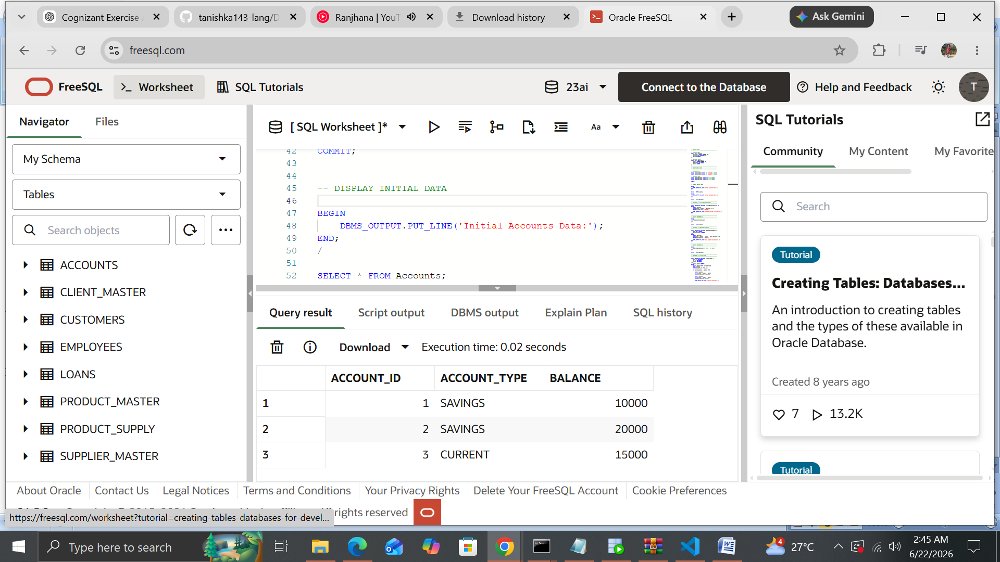 Cognizant Exercise
tanishka143-lang/D
Ranjhana | YouT
Download history
Oracle FreeSQL
Ask Gemini
freesql.com
FreeSQL
Worksheet
SQL Tutorials
23ai
Connect to the Database
Help and Feedback
T
Navigator
Files
My Schema
Tables
Search objects
ACCOUNTS
CLIENT_MASTER
CUSTOMERS
EMPLOYEES
LOANS
PRODUCT_MASTER
PRODUCT_SUPPLY
SUPPLIER_MASTER
[ SQL Worksheet ]*
Aa
42 COMMIT;
43
44
45 -- DISPLAY INITIAL DATA
46
47 BEGIN
48 DBMS_OUTPUT.PUT_LINE('Initial Accounts Data:');
49 END;
50 /
51
52 SELECT * FROM Accounts;
Query result
Script output
DBMS output
Explain Plan
SQL history
Download
Execution time: 0.02 seconds
ACCOUNT_ID ACCOUNT_TYPE BALANCE
1 1 SAVINGS 10000
2 2 SAVINGS 20000
3 3 CURRENT 15000
SQL Tutorials
Community
My Content
My Favorite
Search
Tutorial
Creating Tables: Databases...
An introduction to creating tables
and the types of these available in
Oracle Database.
Created 8 years ago
7 13.2K
Tutorial
About Oracle
Contact Us
Legal Notices
Terms and Conditions
Your Privacy Rights
Delete Your FreeSQL Account
Cookie Preferences
rights reserved
https://freesql.com/worksheet?tutorial=creating-tables-databases-for-devel...
Type here to search
4
27°C
2:45 AM
6/22/2026